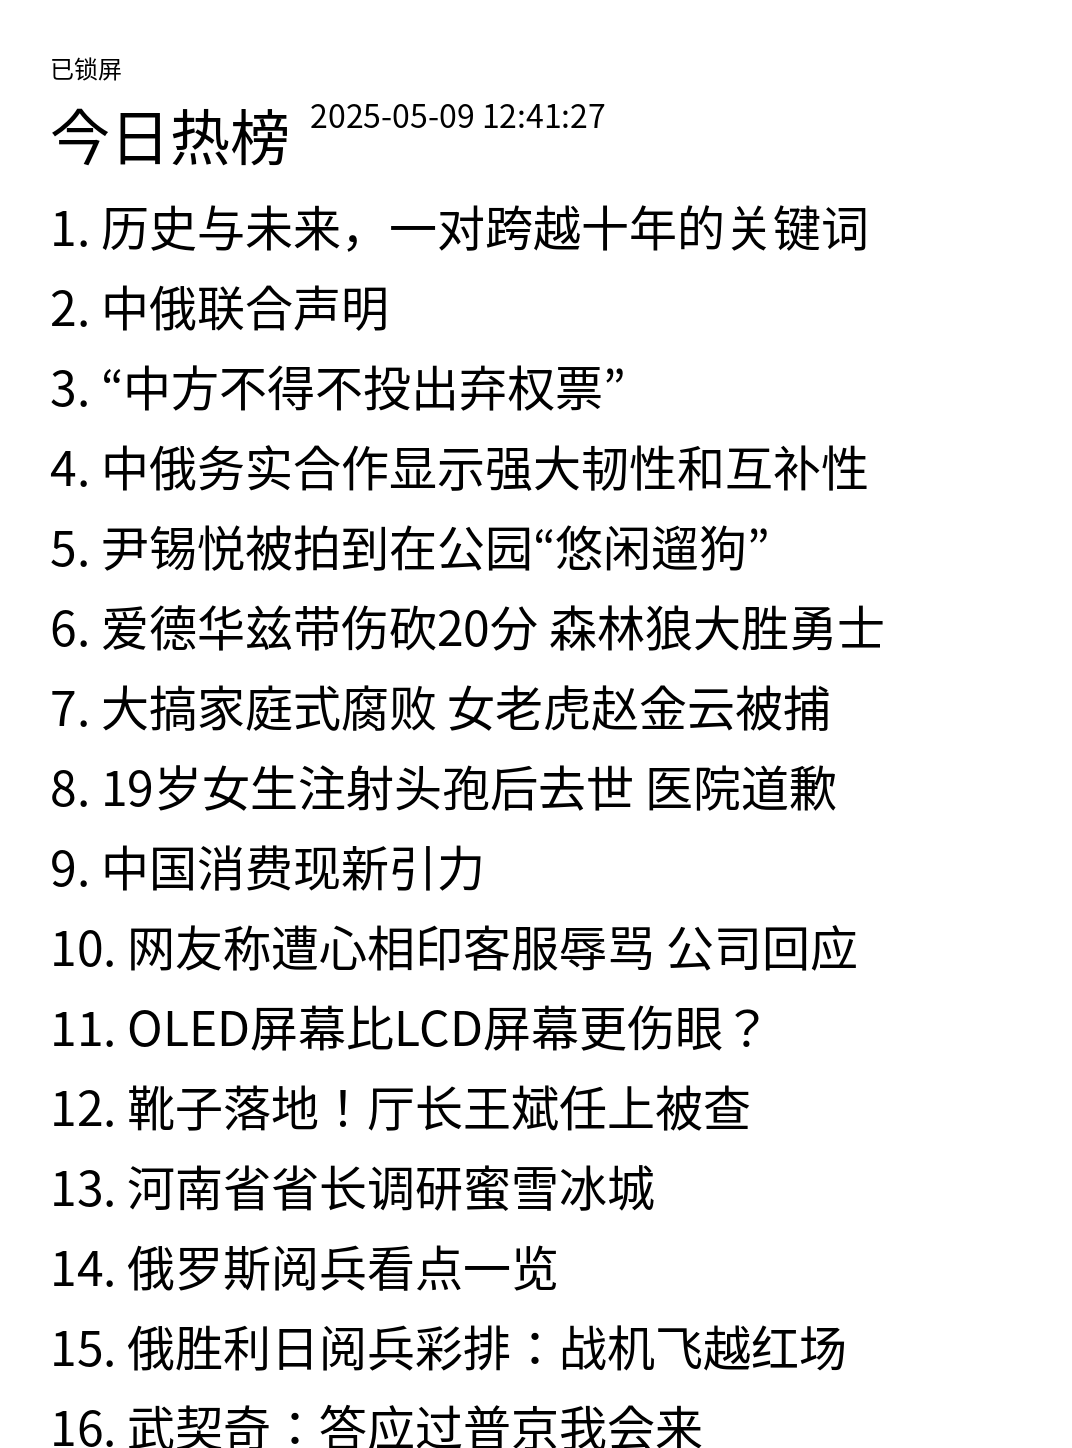 已锁屏
今日热榜 2025-05-09 12:41:27
1. 历史与未来，一对跨越十年的关键词
2. 中俄联合声明
3. “中方不得不投出弃权票”
4. 中俄务实合作显示强大韧性和互补性
5. 尹锡悦被拍到在公园“悠闲遛狗”
6. 爱德华兹带伤砍20分 森林狼大胜勇士
7. 大搞家庭式腐败 女老虎赵金云被捕
8. 19岁女生注射头孢后去世 医院道歉
9. 中国消费现新引力
10. 网友称遭心相印客服辱骂 公司回应
11. OLED屏幕比LCD屏幕更伤眼？
12. 靴子落地！厅长王斌任上被查
13. 河南省省长调研蜜雪冰城
14. 俄罗斯阅兵看点一览
15. 俄胜利日阅兵彩排：战机飞越红场
16. 武契奇：答应过普京我会来